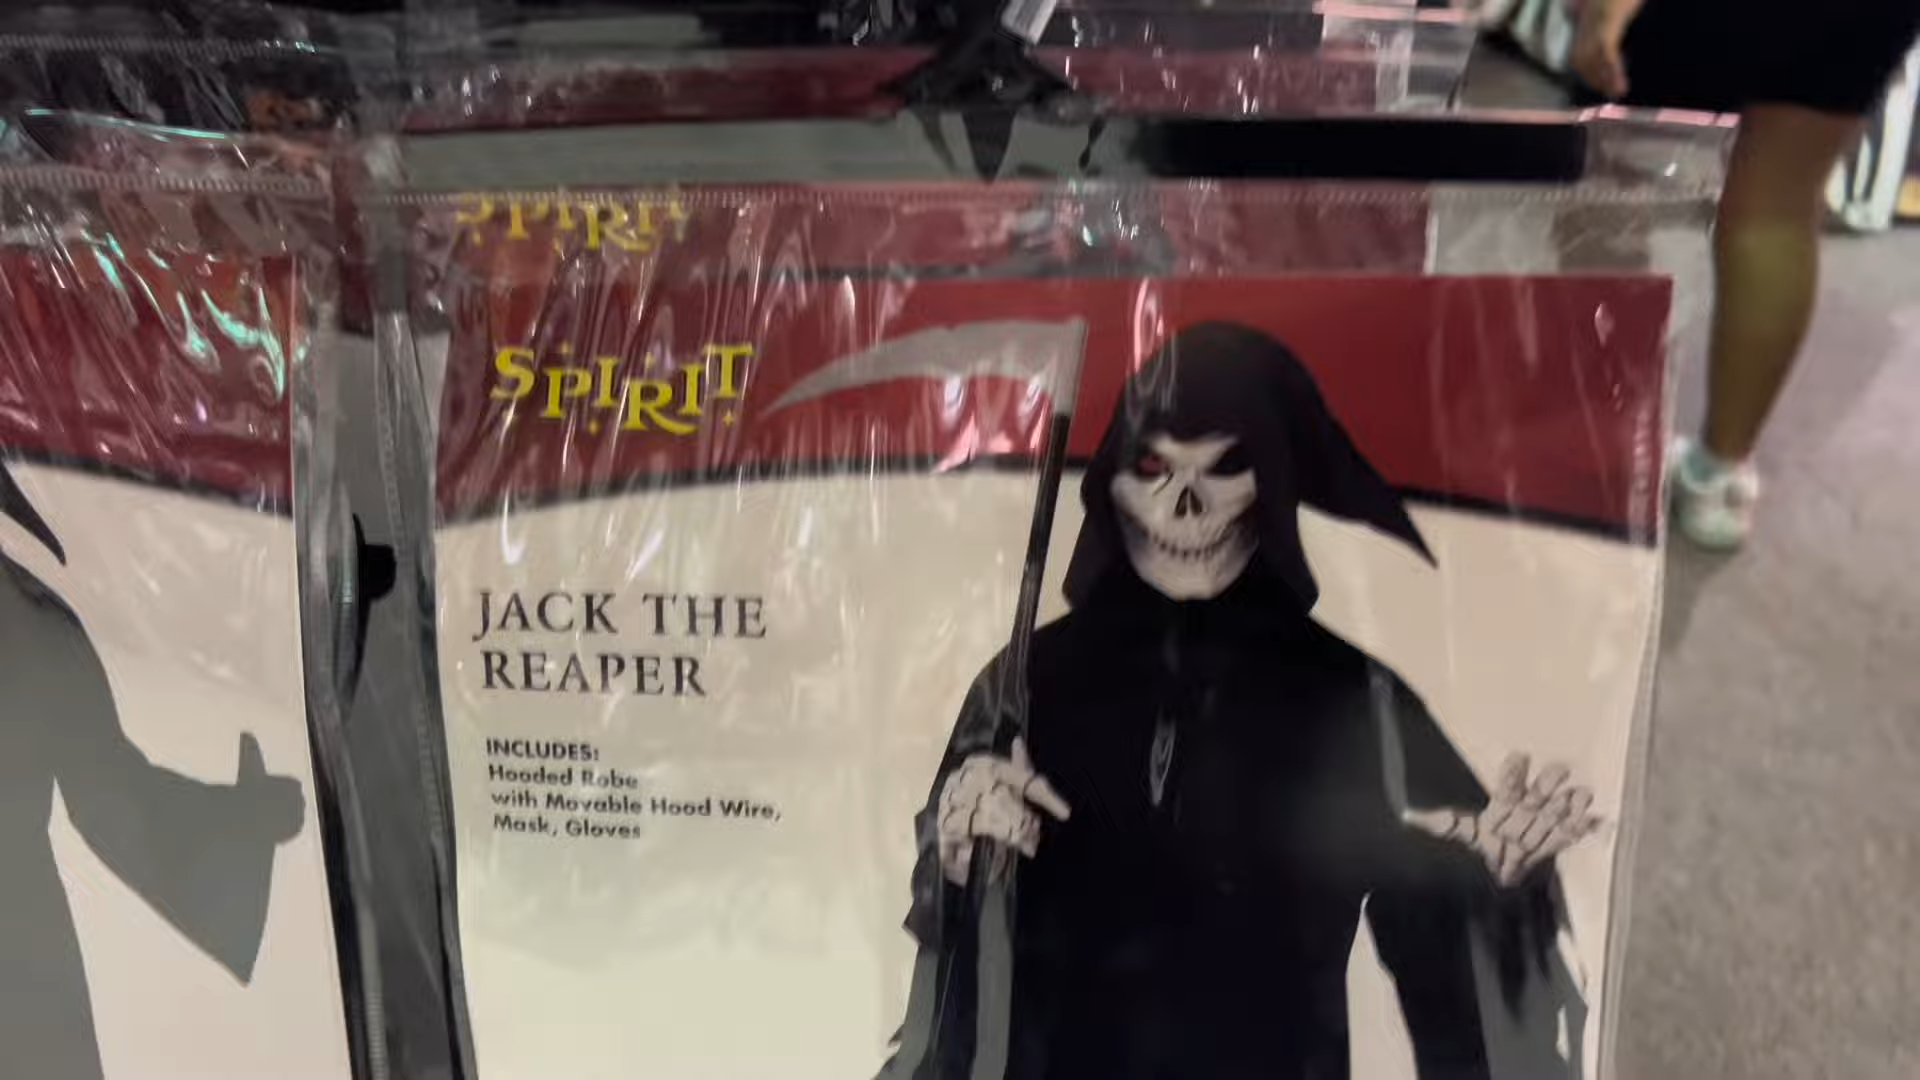 SPIRIT
SPIRIT
JACK THE
REAPER
INCLUDES:
Hooded Robe
with Movable Hood Wire,
Mask, Gloves